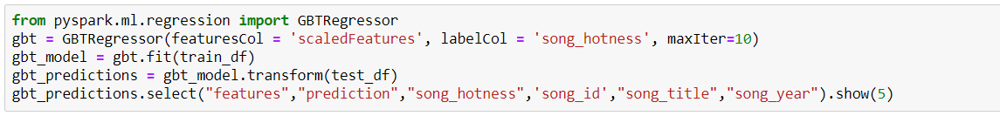 from pyspark.ml.regression import GBTRegressor
gbt = GBTRegressor(featuresCol = 'scaledFeatures', labelCol = 'song_hotness', maxIter=10)
gbt_model = gbt.fit(train_df)
gbt_predictions = gbt_model.transform(test_df)
gbt_predictions.select("features","prediction","song_hotness",'song_id',"song_title","song_year").show(5)